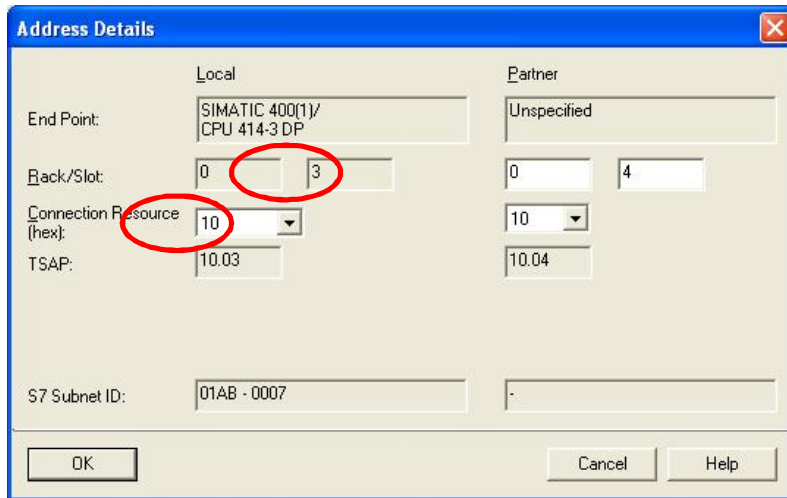 Address Details
Local Partner
End Point: SIMATIC 400(1)/ Unspecified
CPU 414-3 DP
Rack/Slot: 0 3 0 4
Connection Resource
(hex): 10 10
TSAP: 10.03 10.04
S7 Subnet ID: 01AB - 0007 -
OK Cancel Help